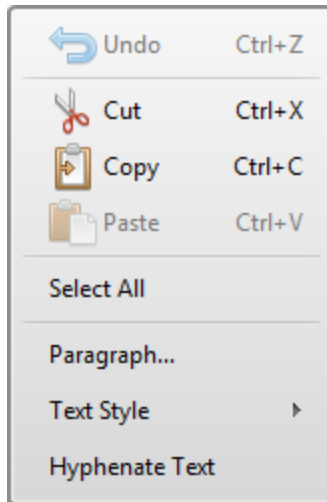 Undo Ctrl+Z
Cut Ctrl+X
Copy Ctrl+C
Paste Ctrl+V
Select All
Paragraph...
Text Style
Hyphenate Text